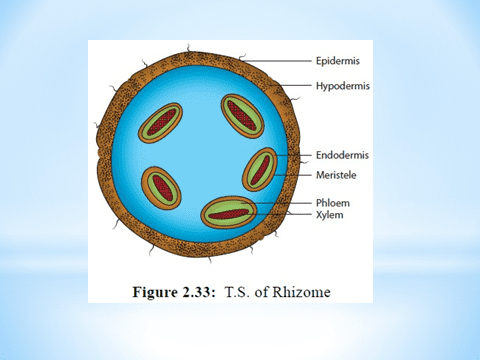 Epidermis
Hypodermis
Endodermis
Meristele
Phloem
Xylem
Figure 2.33: T.S. of Rhizome